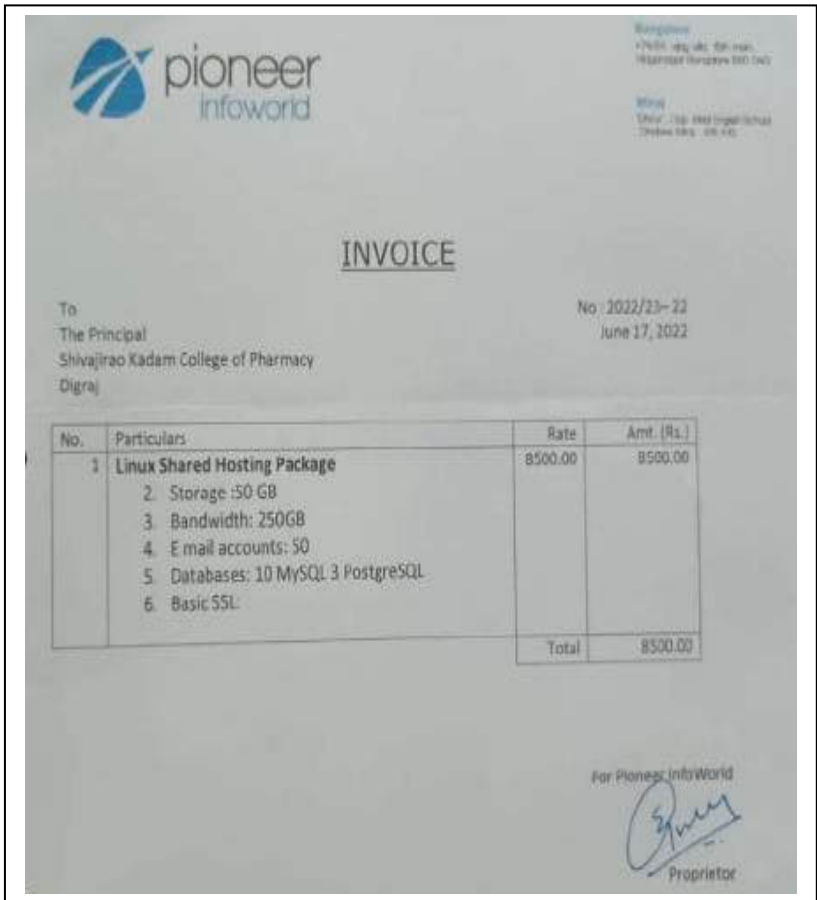 pioneer
infoworld
Bangalore
Miraj
INVOICE
To
No : 2022/23–22
The Principal
June 17, 2022
Shivajirao Kadam College of Pharmacy
Digraj
No. Particulars Rate Amt. (Rs.)
1 Linux Shared Hosting Package 8500.00 8500.00
2. Storage :50 GB
3. Bandwidth: 250GB
4. E mail accounts: 50
5. Databases: 10 MySQL 3 PostgreSQL
6. Basic SSL:
Total 8500.00
For Pioneer InfoWorld
Proprietor